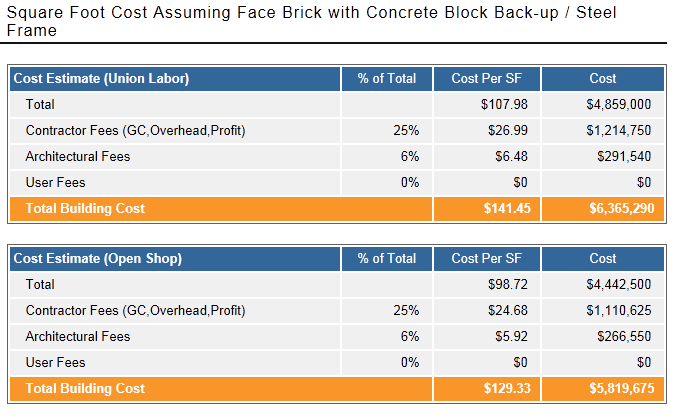 Square Foot Cost Assuming Face Brick with Concrete Block Back-up / Steel
Frame
Cost Estimate (Union Labor) % of Total Cost Per SF Cost
Total $107.98 $4,859,000
Contractor Fees (GC,Overhead,Profit) 25% $26.99 $1,214,750
Architectural Fees 6% $6.48 $291,540
User Fees 0% $0 $0
Total Building Cost $141.45 $6,365,290
Cost Estimate (Open Shop) % of Total Cost Per SF Cost
Total $98.72 $4,442,500
Contractor Fees (GC,Overhead,Profit) 25% $24.68 $1,110,625
Architectural Fees 6% $5.92 $266,550
User Fees 0% $0 $0
Total Building Cost $129.33 $5,819,675